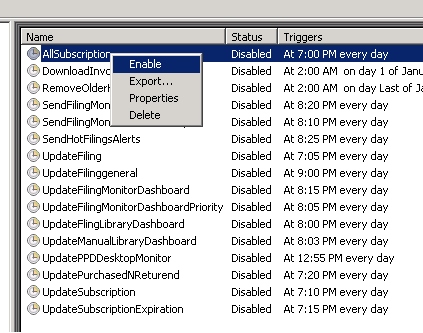 Name Status Triggers
AllSubscription Disabled At 7:00 PM every day
DownloadInvo Disabled At 2:00 AM on day 1 of Janu
RemoveOlder Disabled At 2:00 AM on day Last of J
SendFilingMon Disabled At 8:20 PM every day
SendFilingMon Disabled At 8:10 PM every day
SendHotFilingsAlerts Disabled At 8:25 PM every day
UpdateFiling Disabled At 7:05 PM every day
UpdateFilinggeneral Disabled At 9:00 PM every day
UpdateFilingMonitorDashboard Disabled At 8:15 PM every day
UpdateFilingMonitorDashboardPriority Disabled At 8:05 PM every day
UpdateFlingLibraryDashboard Disabled At 8:00 PM every day
UpdateManualLibraryDashboard Disabled At 8:03 PM every day
UpdatePPDDesktopMonitor Disabled At 12:55 PM every day
UpdatePurchasedNReturend Disabled At 7:20 PM every day
UpdateSubscription Disabled At 7:10 PM every day
UpdateSubscriptionExpiration Disabled At 7:15 PM every day
Enable
Export...
Properties
Delete